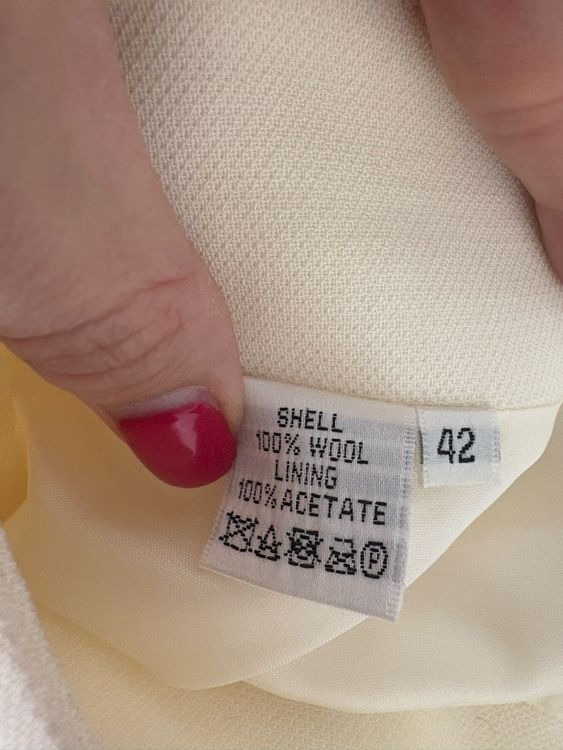 SHELL
100% WOOL
LINING
100% ACETATE
P
42